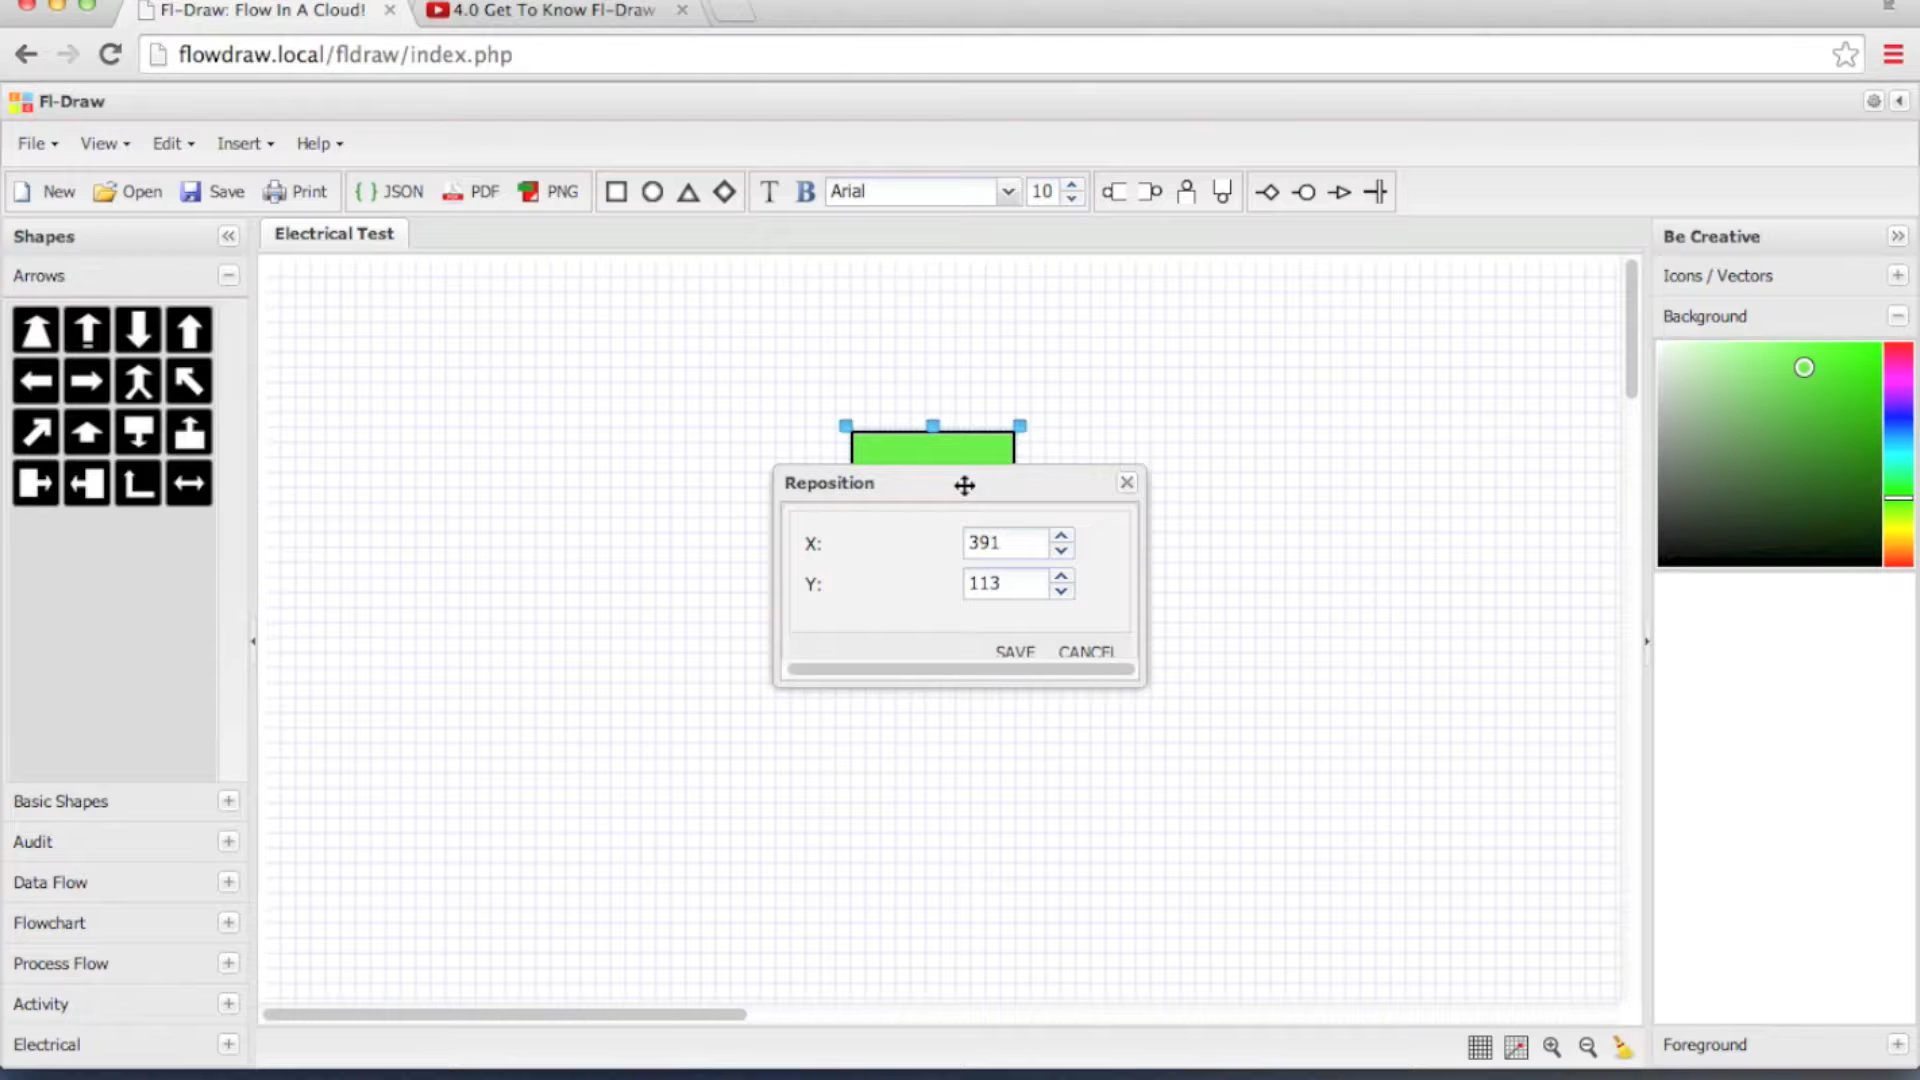 Fl-Draw: Flow In A Cloud!
4.0 Get To Know Fl-Draw
flowdraw.local/fldraw/index.php
Fl-Draw
File View Edit Insert Help
New Open Save Print { } JSON PDF PNG T B Arial 10
Shapes
Electrical Test
Be Creative
Arrows
Icons / Vectors
Background
Reposition
X: 391
Y: 113
SAVE CANCEL
Basic Shapes
Audit
Data Flow
Flowchart
Process Flow
Activity
Electrical
Foreground